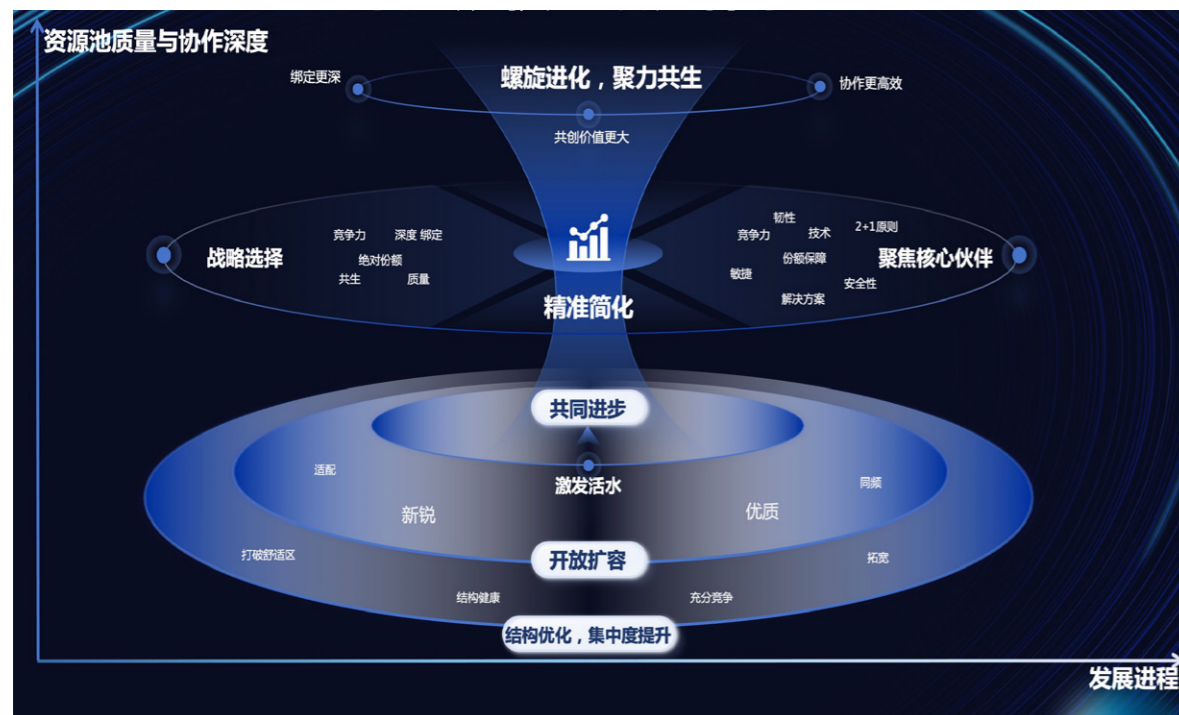 资源池质量与协作深度
绑定更深
螺旋进化，聚力共生
协作更高效
共创价值更大
战略选择
竞争力
深度 绑定
绝对份额
共生
质量
精准简化
韧性
竞争力
技术
2+1原则
份额保障
聚焦核心伙伴
敏捷
安全性
解决方案
共同进步
激发活水
适配
同频
新锐
优质
打破舒适区
开放扩容
拓宽
结构健康
充分竞争
结构优化，集中度提升
发展进程